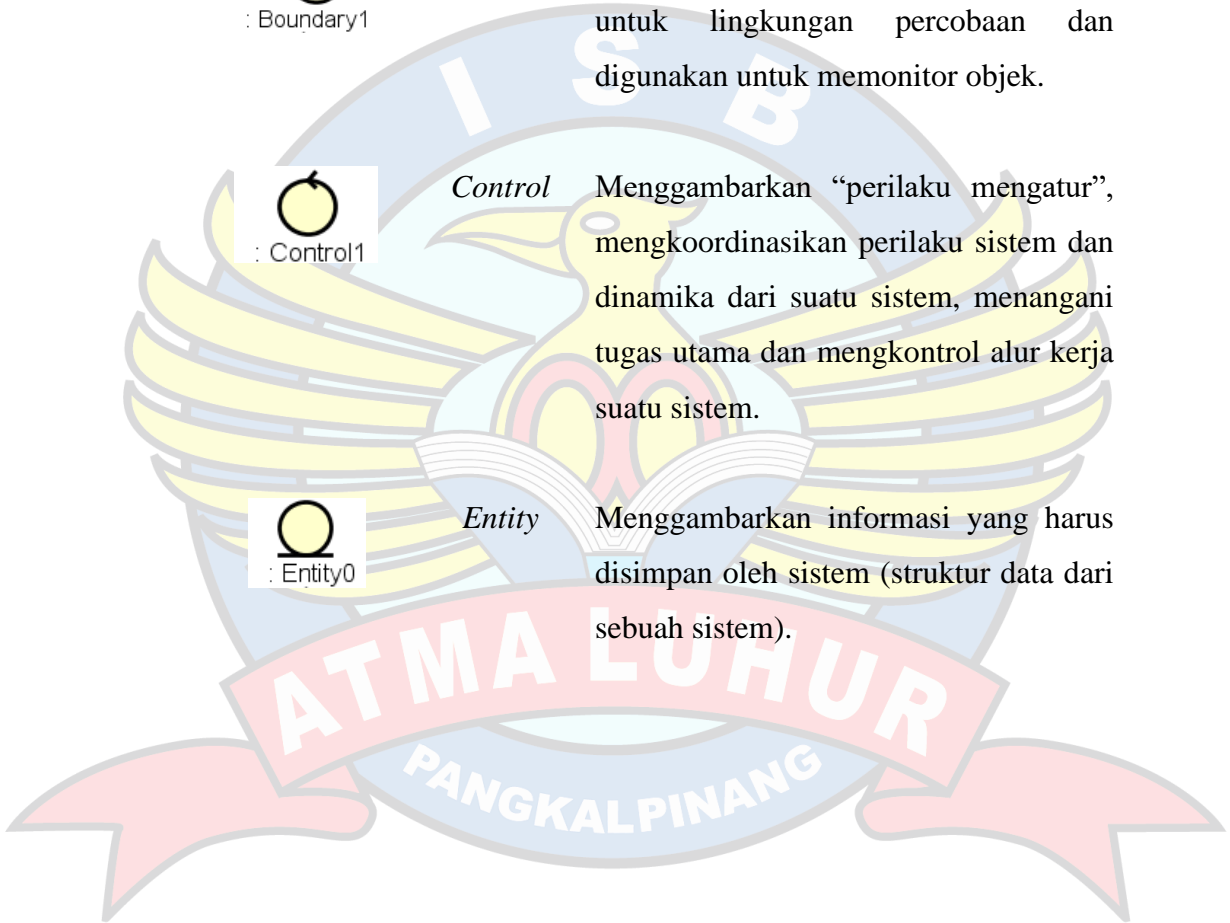 : Boundary1
untuk lingkungan percobaan dan
digunakan untuk memonitor objek.
: Control1
Control
Menggambarkan “perilaku mengatur”,
mengkoordinasikan perilaku sistem dan
dinamika dari suatu sistem, menangani
tugas utama dan mengkontrol alur kerja
suatu sistem.
: Entity0
Entity
Menggambarkan informasi yang harus
disimpan oleh sistem (struktur data dari
sebuah sistem).
I S B
ATMA LUHUR
PANGKALPINANG